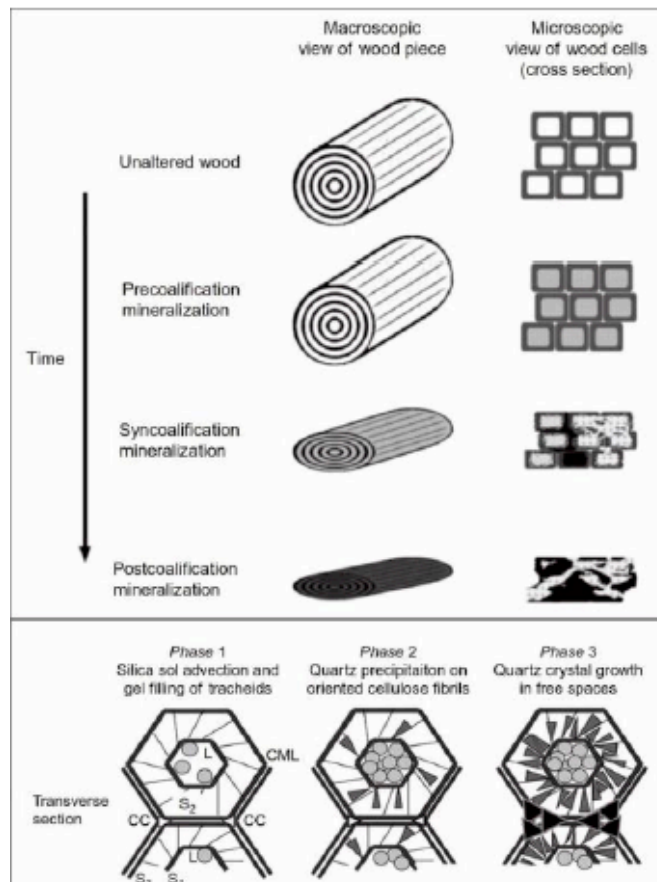 Macroscopic
view of wood piece
Microscopic
view of wood cells
(cross section)
Unaltered wood
Precoalification
mineralization
Time
Syncoalification
mineralization
Postcoalification
mineralization
Phase 1
Silica sol advection and
gel filling of tracheids
Phase 2
Quartz precipitaiton on
oriented cellulose fibrils
Phase 3
Quartz crystal growth
in free spaces
L
CML
S2
Transverse
section
CC
CC
L